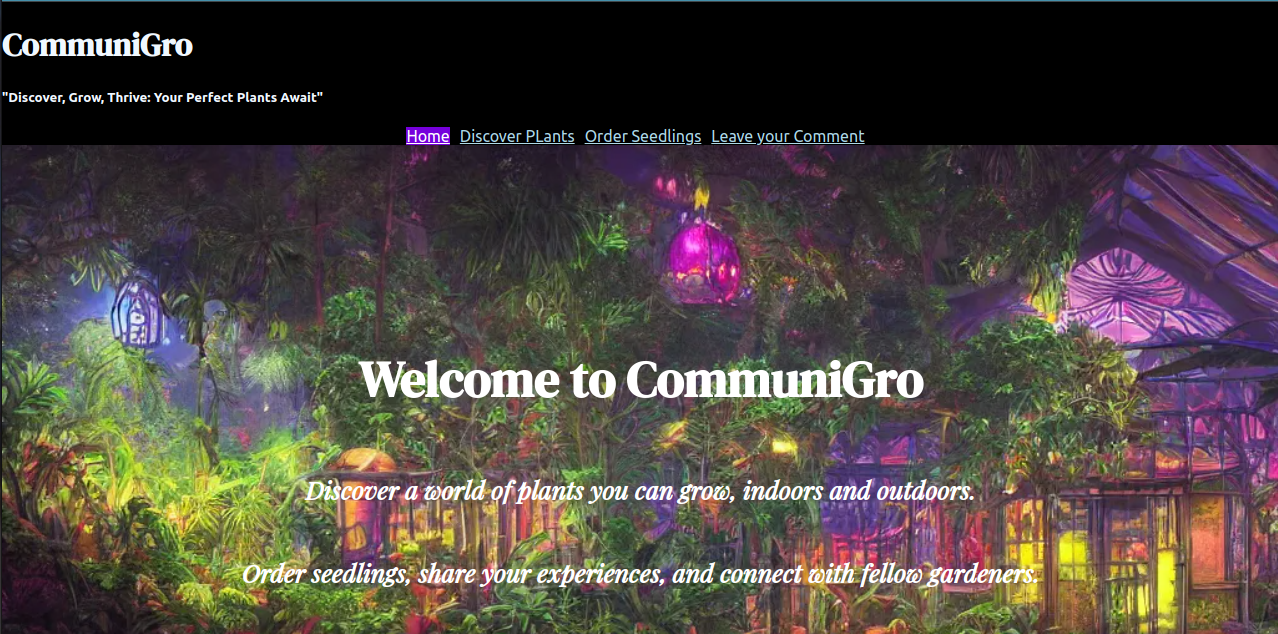 CommuniGro
"Discover, Grow, Thrive: Your Perfect Plants Await"
Home Discover PLants Order Seedlings Leave your Comment
Welcome to CommuniGro
Discover a world of plants you can grow, indoors and outdoors.
Order seedlings, share your experiences, and connect with fellow gardeners.